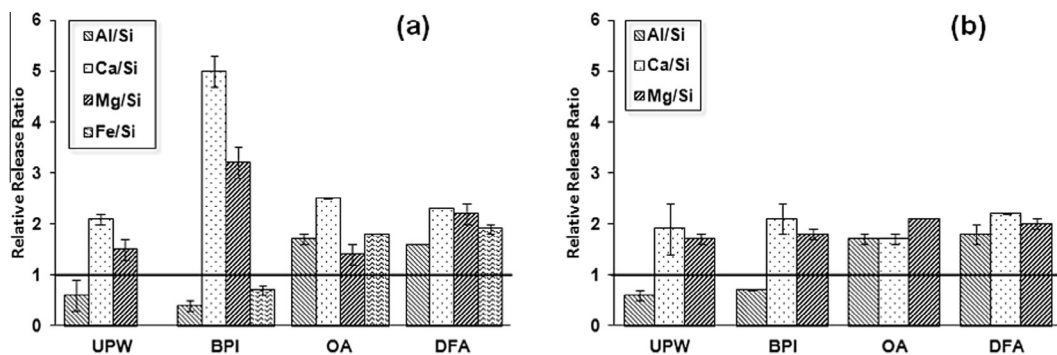 (a)
Al/Si
Ca/Si
Mg/Si
Fe/Si
Relative Release Ratio
6
5
4
3
2
1
0
UPW BPI OA DFA
(b)
Al/Si
Ca/Si
Mg/Si
Relative Release Ratio
6
5
4
3
2
1
0
UPW BPI OA DFA